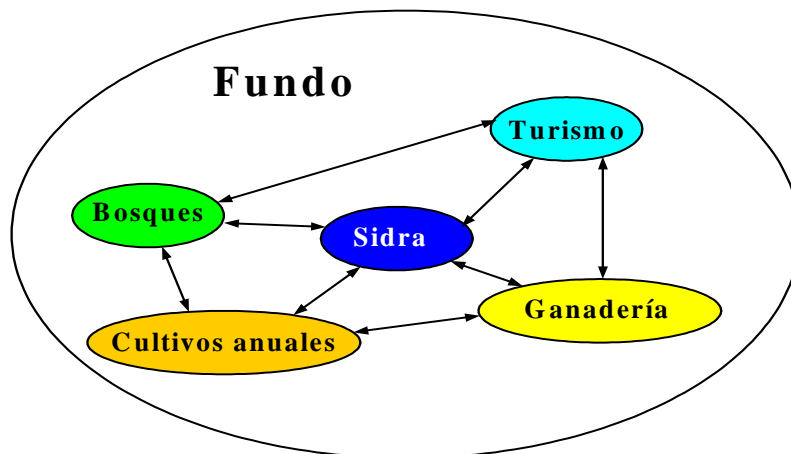 Fundo
Turismo
Bosques
Sidra
Ganadería
Cultivos anuales